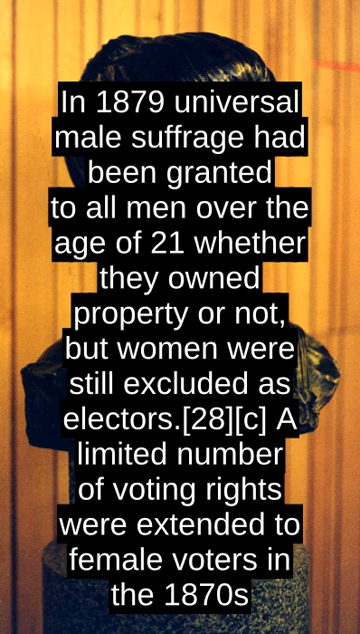 In 1879 universal
male suffrage had
been granted
to all men over the
age of 21 whether
they owned
property or not,
but women were
still excluded as
electors.[28][c] A
limited number
of voting rights
were extended to
female voters in
the 1870s